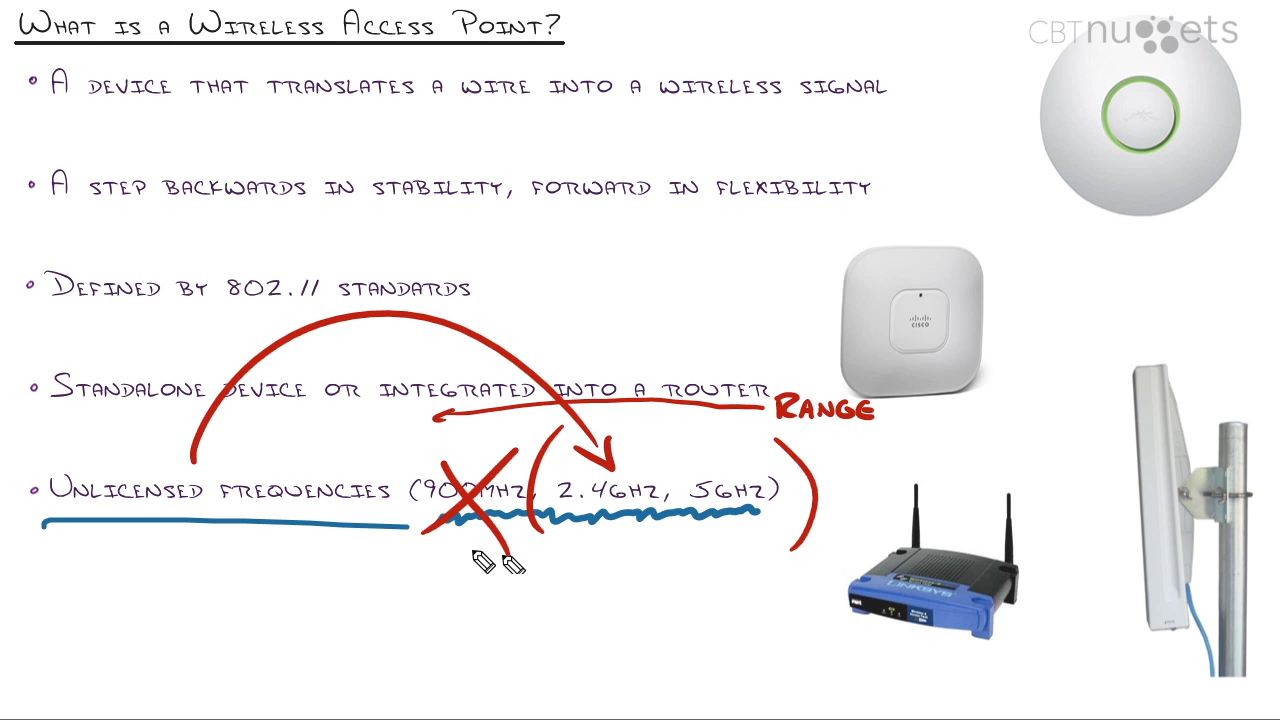 What is a Wireless Access Point?
CBTnuggets
• A device that translates a wire into a wireless signal
• A step backwards in stability, forward in flexibility
• Defined by 802.11 standards
CISCO
• Standalone device or integrated into a router
Range
• Unlicensed frequencies (900MHz, 2.4GHz, 5GHz)
LINKSYS